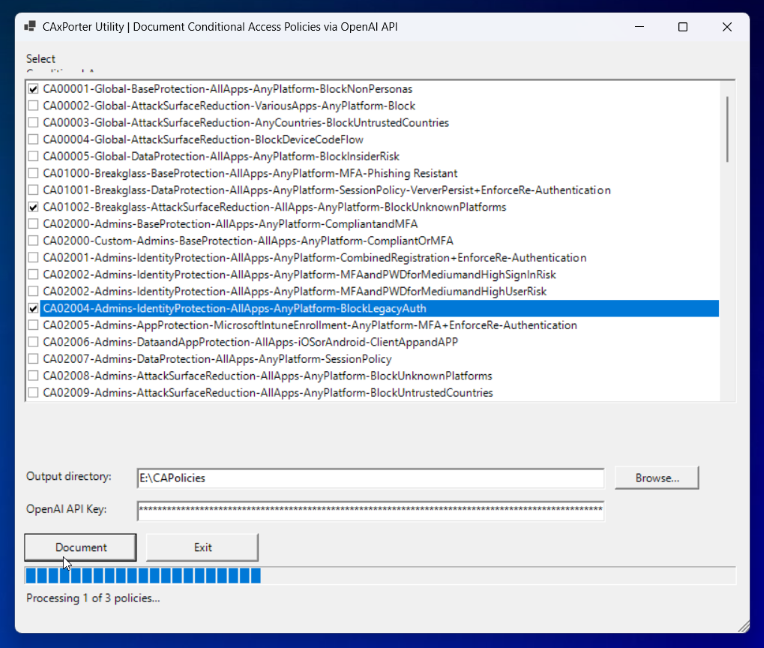 CAxPorter Utility | Document Conditional Access Policies via OpenAI API
Select
CA00001-Global-BaseProtection-AllApps-AnyPlatform-BlockNonPersonas
CA00002-Global-AttackSurfaceReduction-VariousApps-AnyPlatform-Block
CA00003-Global-AttackSurfaceReduction-AnyCountries-BlockUntrustedCountries
CA00004-Global-AttackSurfaceReduction-BlockDeviceCodeFlow
CA00005-Global-DataProtection-AllApps-AnyPlatform-BlockInsiderRisk
CA01000-Breakglass-BaseProtection-AllApps-AnyPlatform-MFA-Phishing Resistant
CA01001-Breakglass-DataProtection-AllApps-AnyPlatform-SessionPolicy-VerverPersist+EnforceRe-Authentication
CA01002-Breakglass-AttackSurfaceReduction-AllApps-AnyPlatform-BlockUnknownPlatforms
CA02000-Admins-BaseProtection-AllApps-AnyPlatform-CompliantandMFA
CA02000-Custom-Admins-BaseProtection-AllApps-AnyPlatform-CompliantOrMFA
CA02001-Admins-IdentityProtection-AllApps-AnyPlatform-CombinedRegistration+EnforceRe-Authentication
CA02002-Admins-IdentityProtection-AllApps-AnyPlatform-MFAandPWDforMediumandHighSignInRisk
CA02002-Admins-IdentityProtection-AllApps-AnyPlatform-MFAandPWDforMediumandHighUserRisk
CA02004-Admins-IdentityProtection-AllApps-AnyPlatform-BlockLegacyAuth
CA02005-Admins-AppProtection-MicrosoftIntuneEnrollment-AnyPlatform-MFA+EnforceRe-Authentication
CA02006-Admins-DataandAppProtection-AllApps-iOSorAndroid-ClientAppandAPP
CA02007-Admins-DataProtection-AllApps-AnyPlatform-SessionPolicy
CA02008-Admins-AttackSurfaceReduction-AllApps-AnyPlatform-BlockUnknownPlatforms
CA02009-Admins-AttackSurfaceReduction-AllApps-AnyPlatform-BlockUntrustedCountries
Output directory: E:\CAPolicies Browse...
OpenAI API Key: ****************************************************************************************************
Document Exit
Processing 1 of 3 policies...